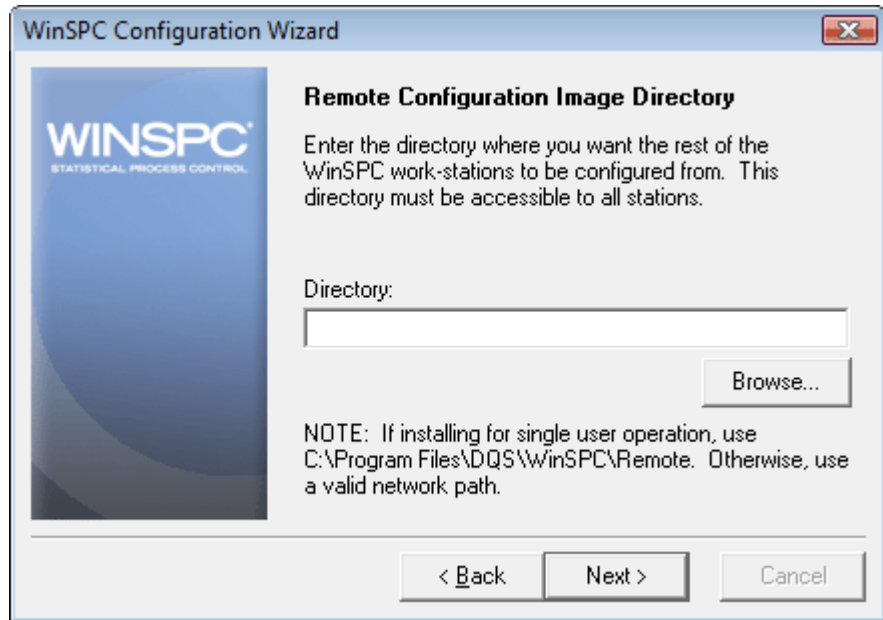 WinSPC Configuration Wizard
WINSPC
STATISTICAL PROCESS CONTROL
Remote Configuration Image Directory
Enter the directory where you want the rest of the
WinSPC work-stations to be configured from.  This
directory must be accessible to all stations.
Directory:
Browse...
NOTE:  If installing for single user operation, use
C:\Program Files\DQS\WinSPC\Remote.  Otherwise, use
a valid network path.
< Back
Next >
Cancel